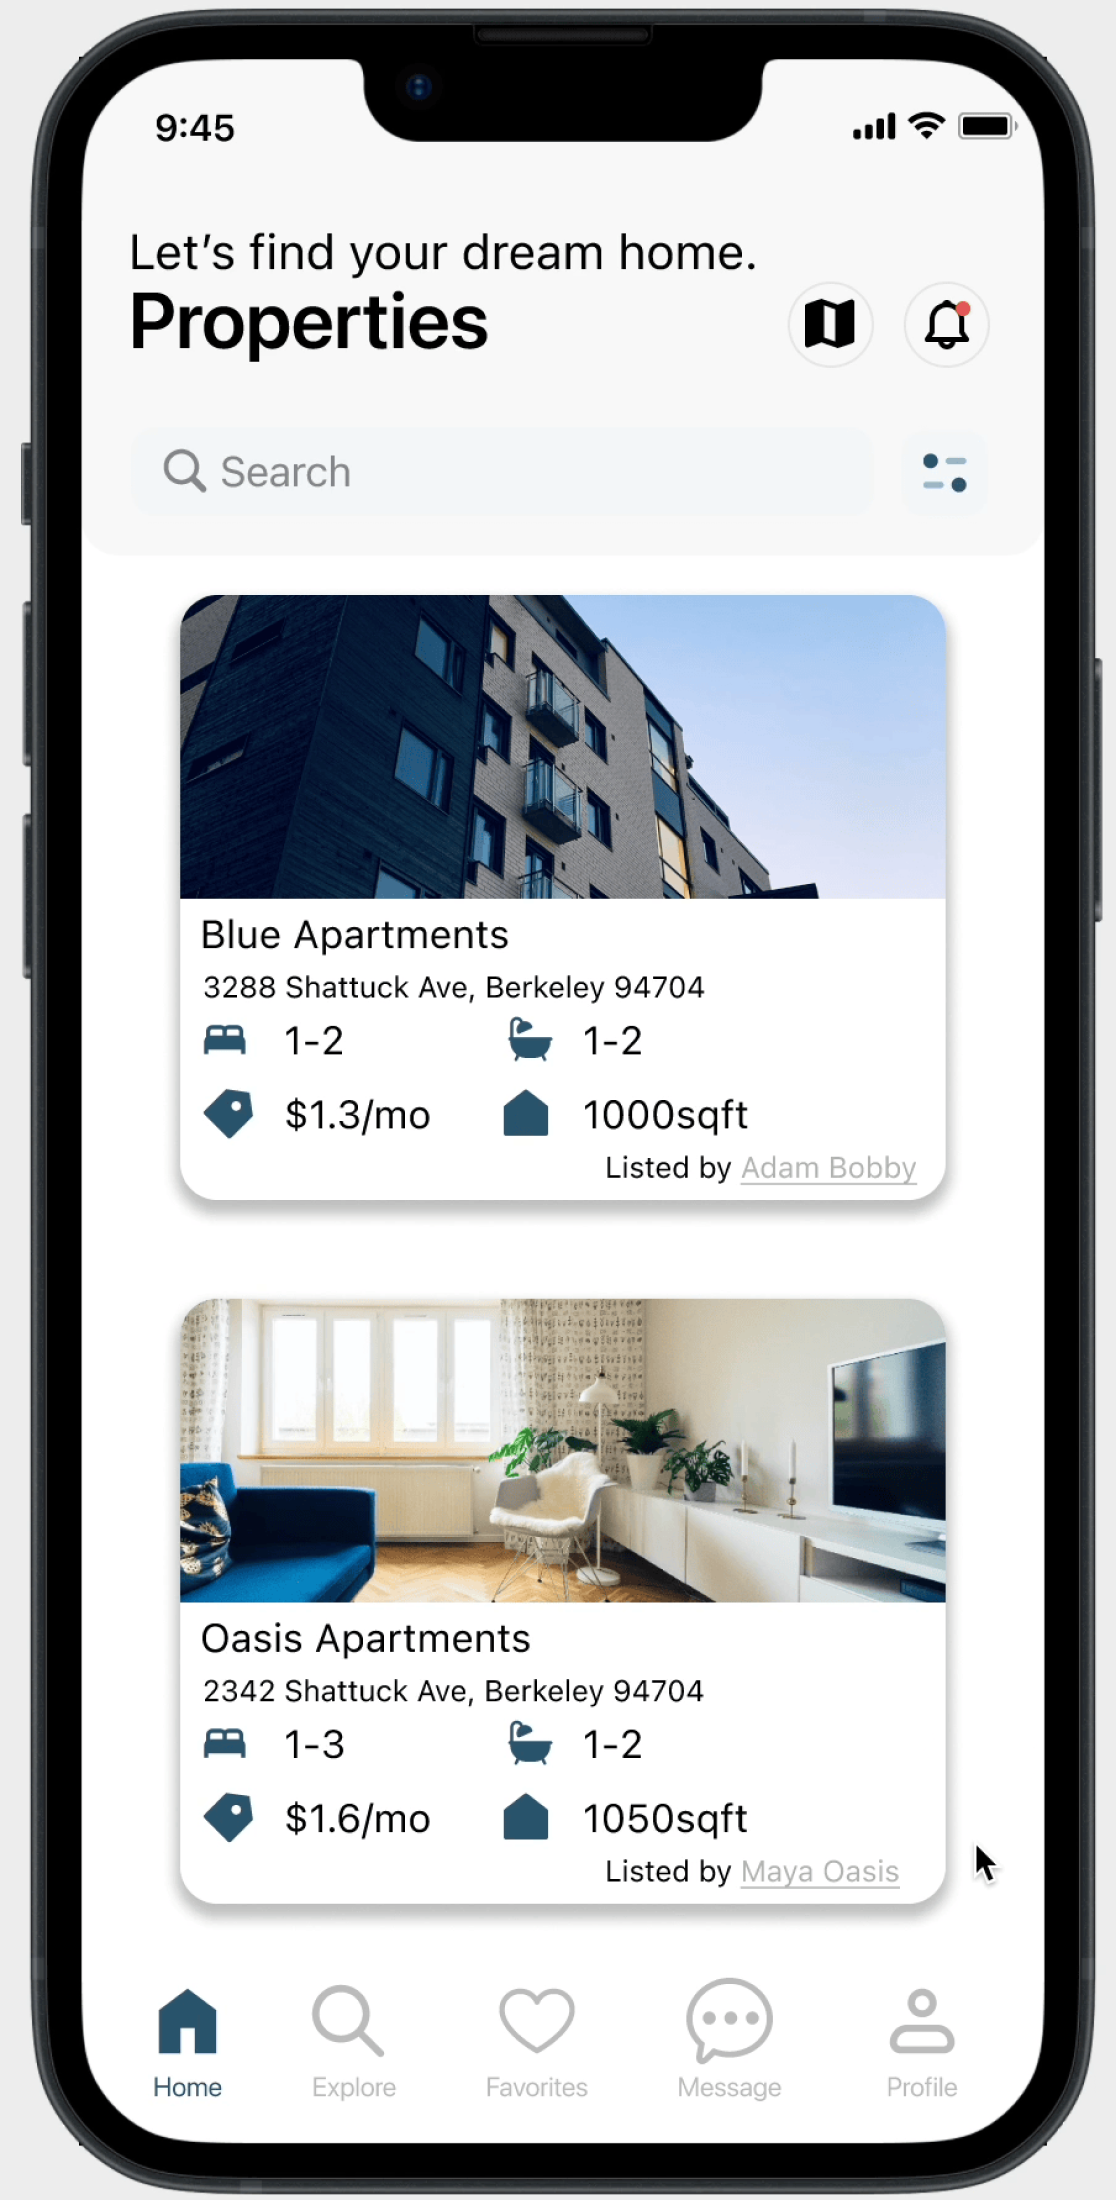 9:45
Let’s find your dream home.
Properties
Search
Blue Apartments
3288 Shattuck Ave, Berkeley 94704
1-2 1-2
$1.3/mo 1000sqft
Listed by Adam Bobby
Oasis Apartments
2342 Shattuck Ave, Berkeley 94704
1-3 1-2
$1.6/mo 1050sqft
Listed by Maya Oasis
Home Explore Favorites Message Profile